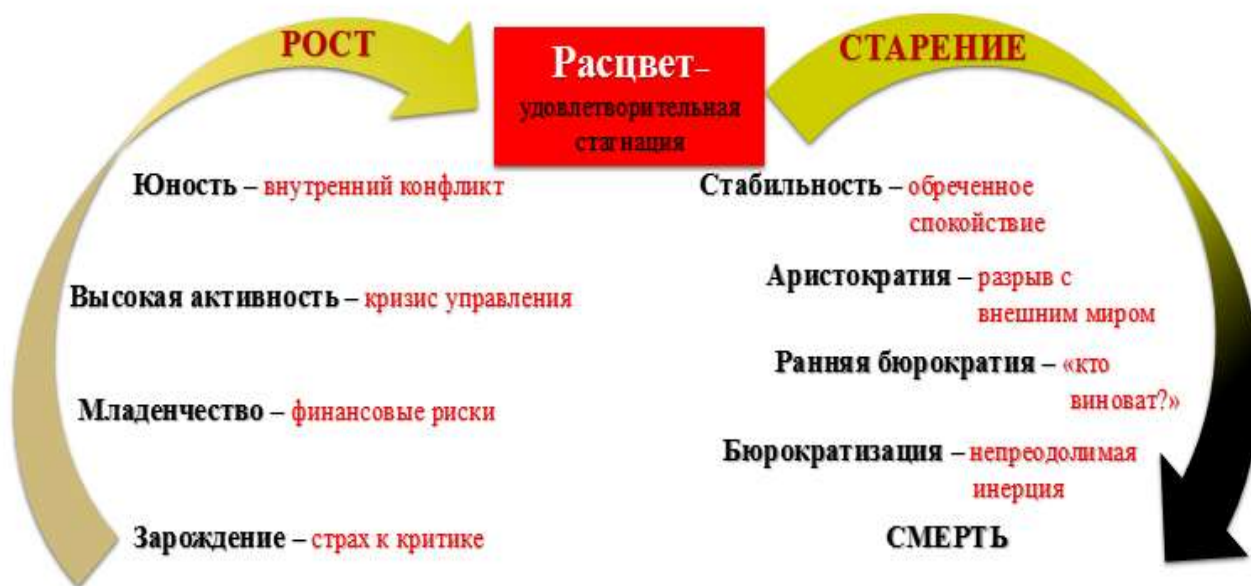 РОСТ
Расцвет–
удовлетворительная
стагнация
СТАРЕНИЕ
Юность – внутренний конфликт
Высокая активность – кризис управления
Младенчество – финансовые риски
Зарождение – страх к критике
Стабильность – обреченное
спокойствие
Аристократия – разрыв с
внешним миром
Ранняя бюрократия – «кто
виноват?»
Бюрократизация – непреодолимая
инерция
СМЕРТЬ